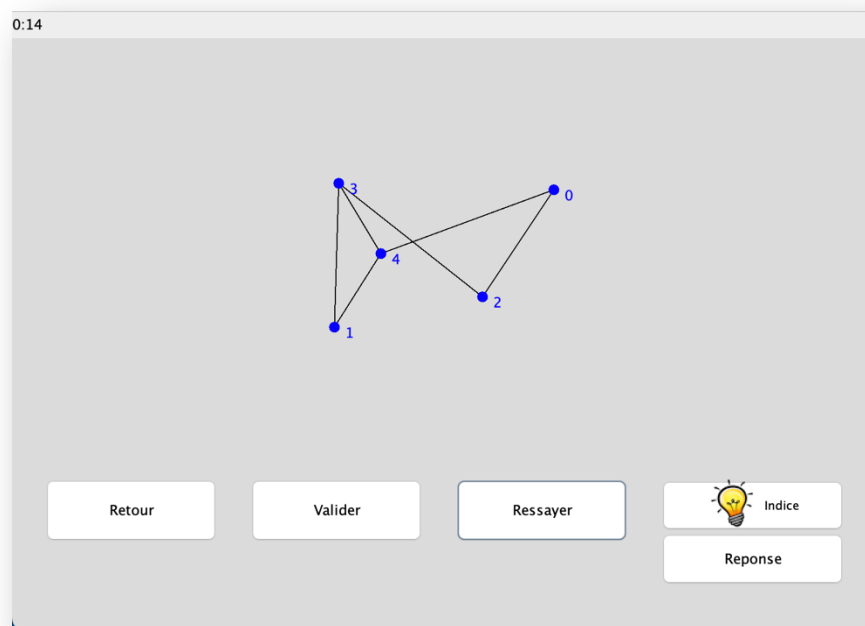 0:14
3
0
4
2
1
Retour
Valider
Ressayer
Indice
Reponse